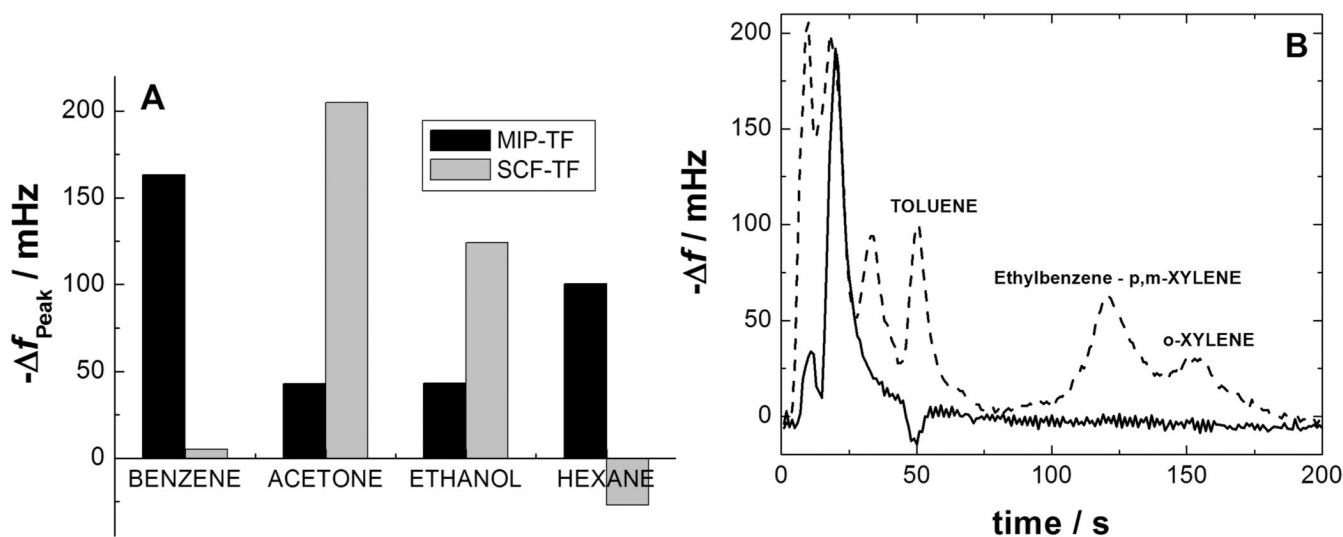 A
-Δf_Peak / mHz
200
150
100
50
0
MIP-TF
SCF-TF
BENZENE ACETONE ETHANOL HEXANE
B
-Δf / mHz
200
150
100
50
0
TOLUENE
Ethylbenzene - p,m-XYLENE
o-XYLENE
0 50 100 150 200
time / s